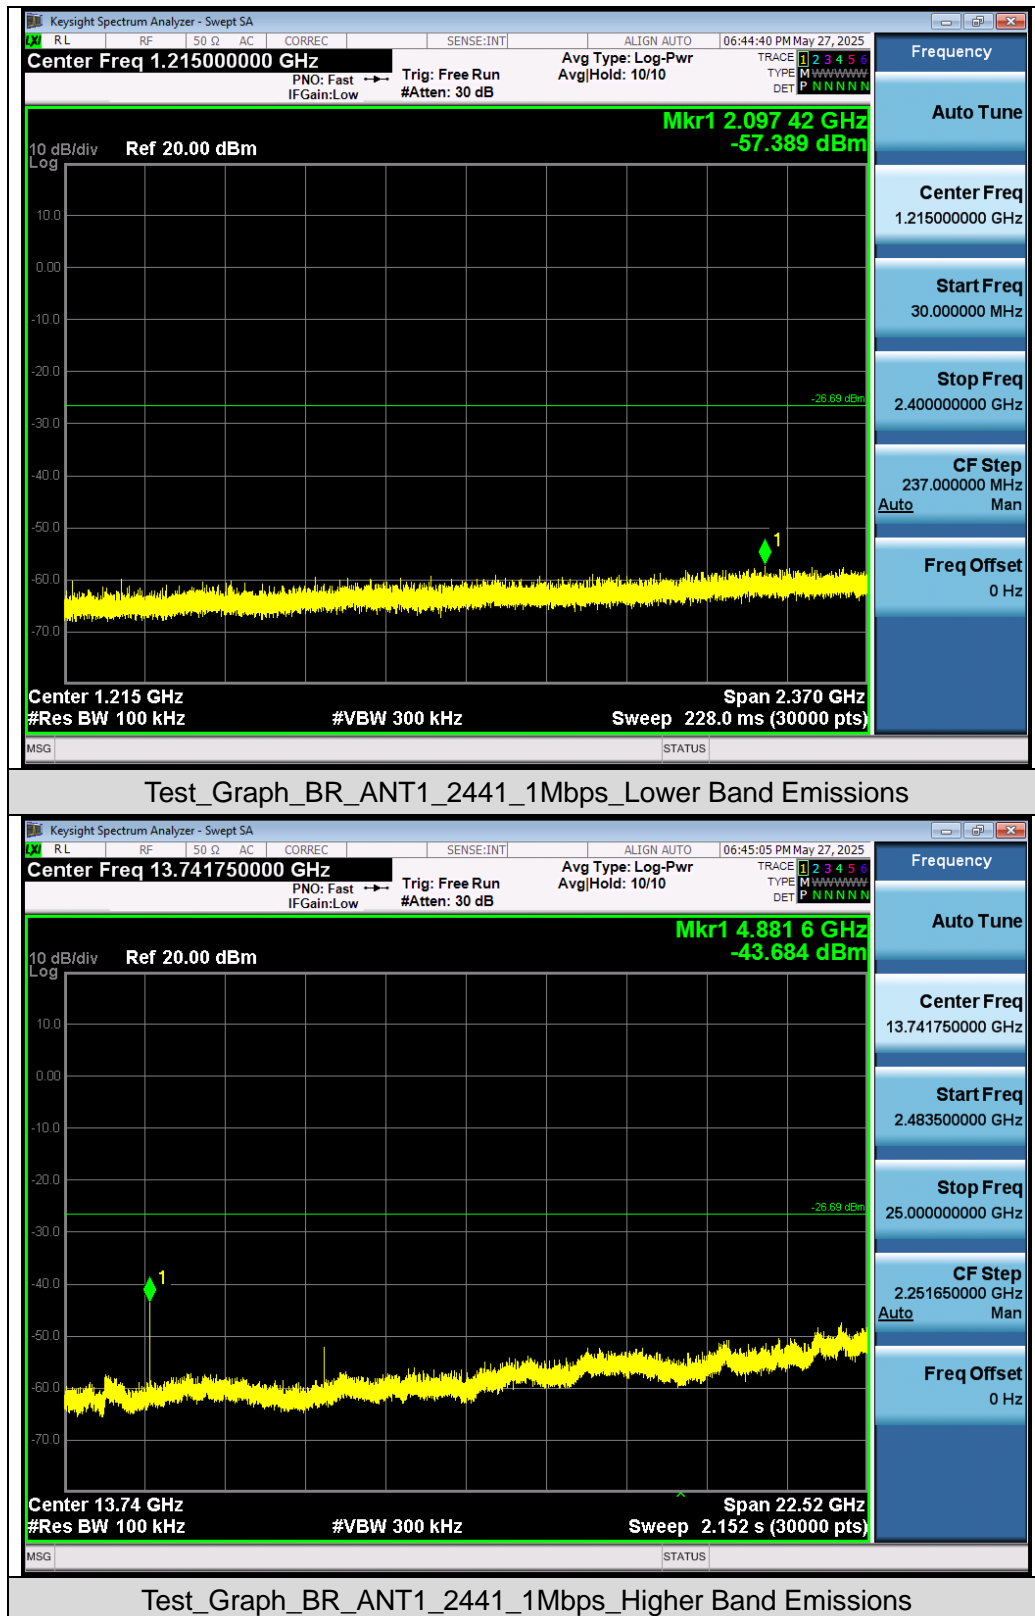 Keysight Spectrum Analyzer - Swept SA
LXI RL RF 50 Ω AC CORREC SENSE:INT ALIGN AUTO 06:44:40 PM May 27, 2025
Center Freq 1.215000000 GHz
PNO: Fast
IFGain:Low
Trig: Free Run
#Atten: 30 dB
Avg Type: Log-Pwr
Avg|Hold: 10/10
TRACE 1 2 3 4 5 6
TYPE M WWWWW
DET P N N N N N
Mkr1 2.097 42 GHz
-57.389 dBm
10 dB/div Ref 20.00 dBm
Log
10.0
0.00
-10.0
-20.0
-26.69 dBm
-30.0
-40.0
-50.0
1
-60.0
-70.0
Center 1.215 GHz Span 2.370 GHz
#Res BW 100 kHz #VBW 300 kHz Sweep 228.0 ms (30000 pts)
MSG STATUS
Frequency
Auto Tune
Center Freq
1.215000000 GHz
Start Freq
30.000000 MHz
Stop Freq
2.400000000 GHz
CF Step
237.000000 MHz
Auto Man
Freq Offset
0 Hz
Test_Graph_BR_ANT1_2441_1Mbps_Lower Band Emissions
Keysight Spectrum Analyzer - Swept SA
LXI RL RF 50 Ω AC CORREC SENSE:INT ALIGN AUTO 06:45:05 PM May 27, 2025
Center Freq 13.741750000 GHz
PNO: Fast
IFGain:Low
Trig: Free Run
#Atten: 30 dB
Avg Type: Log-Pwr
Avg|Hold: 10/10
TRACE 1 2 3 4 5 6
TYPE M WWWWW
DET P N N N N N
Mkr1 4.881 6 GHz
-43.684 dBm
10 dB/div Ref 20.00 dBm
Log
10.0
0.00
-10.0
-20.0
-26.69 dBm
-30.0
-40.0
1
-50.0
-60.0
-70.0
Center 13.74 GHz Span 22.52 GHz
#Res BW 100 kHz #VBW 300 kHz Sweep 2.152 s (30000 pts)
MSG STATUS
Frequency
Auto Tune
Center Freq
13.741750000 GHz
Start Freq
2.483500000 GHz
Stop Freq
25.000000000 GHz
CF Step
2.251650000 GHz
Auto Man
Freq Offset
0 Hz
Test_Graph_BR_ANT1_2441_1Mbps_Higher Band Emissions